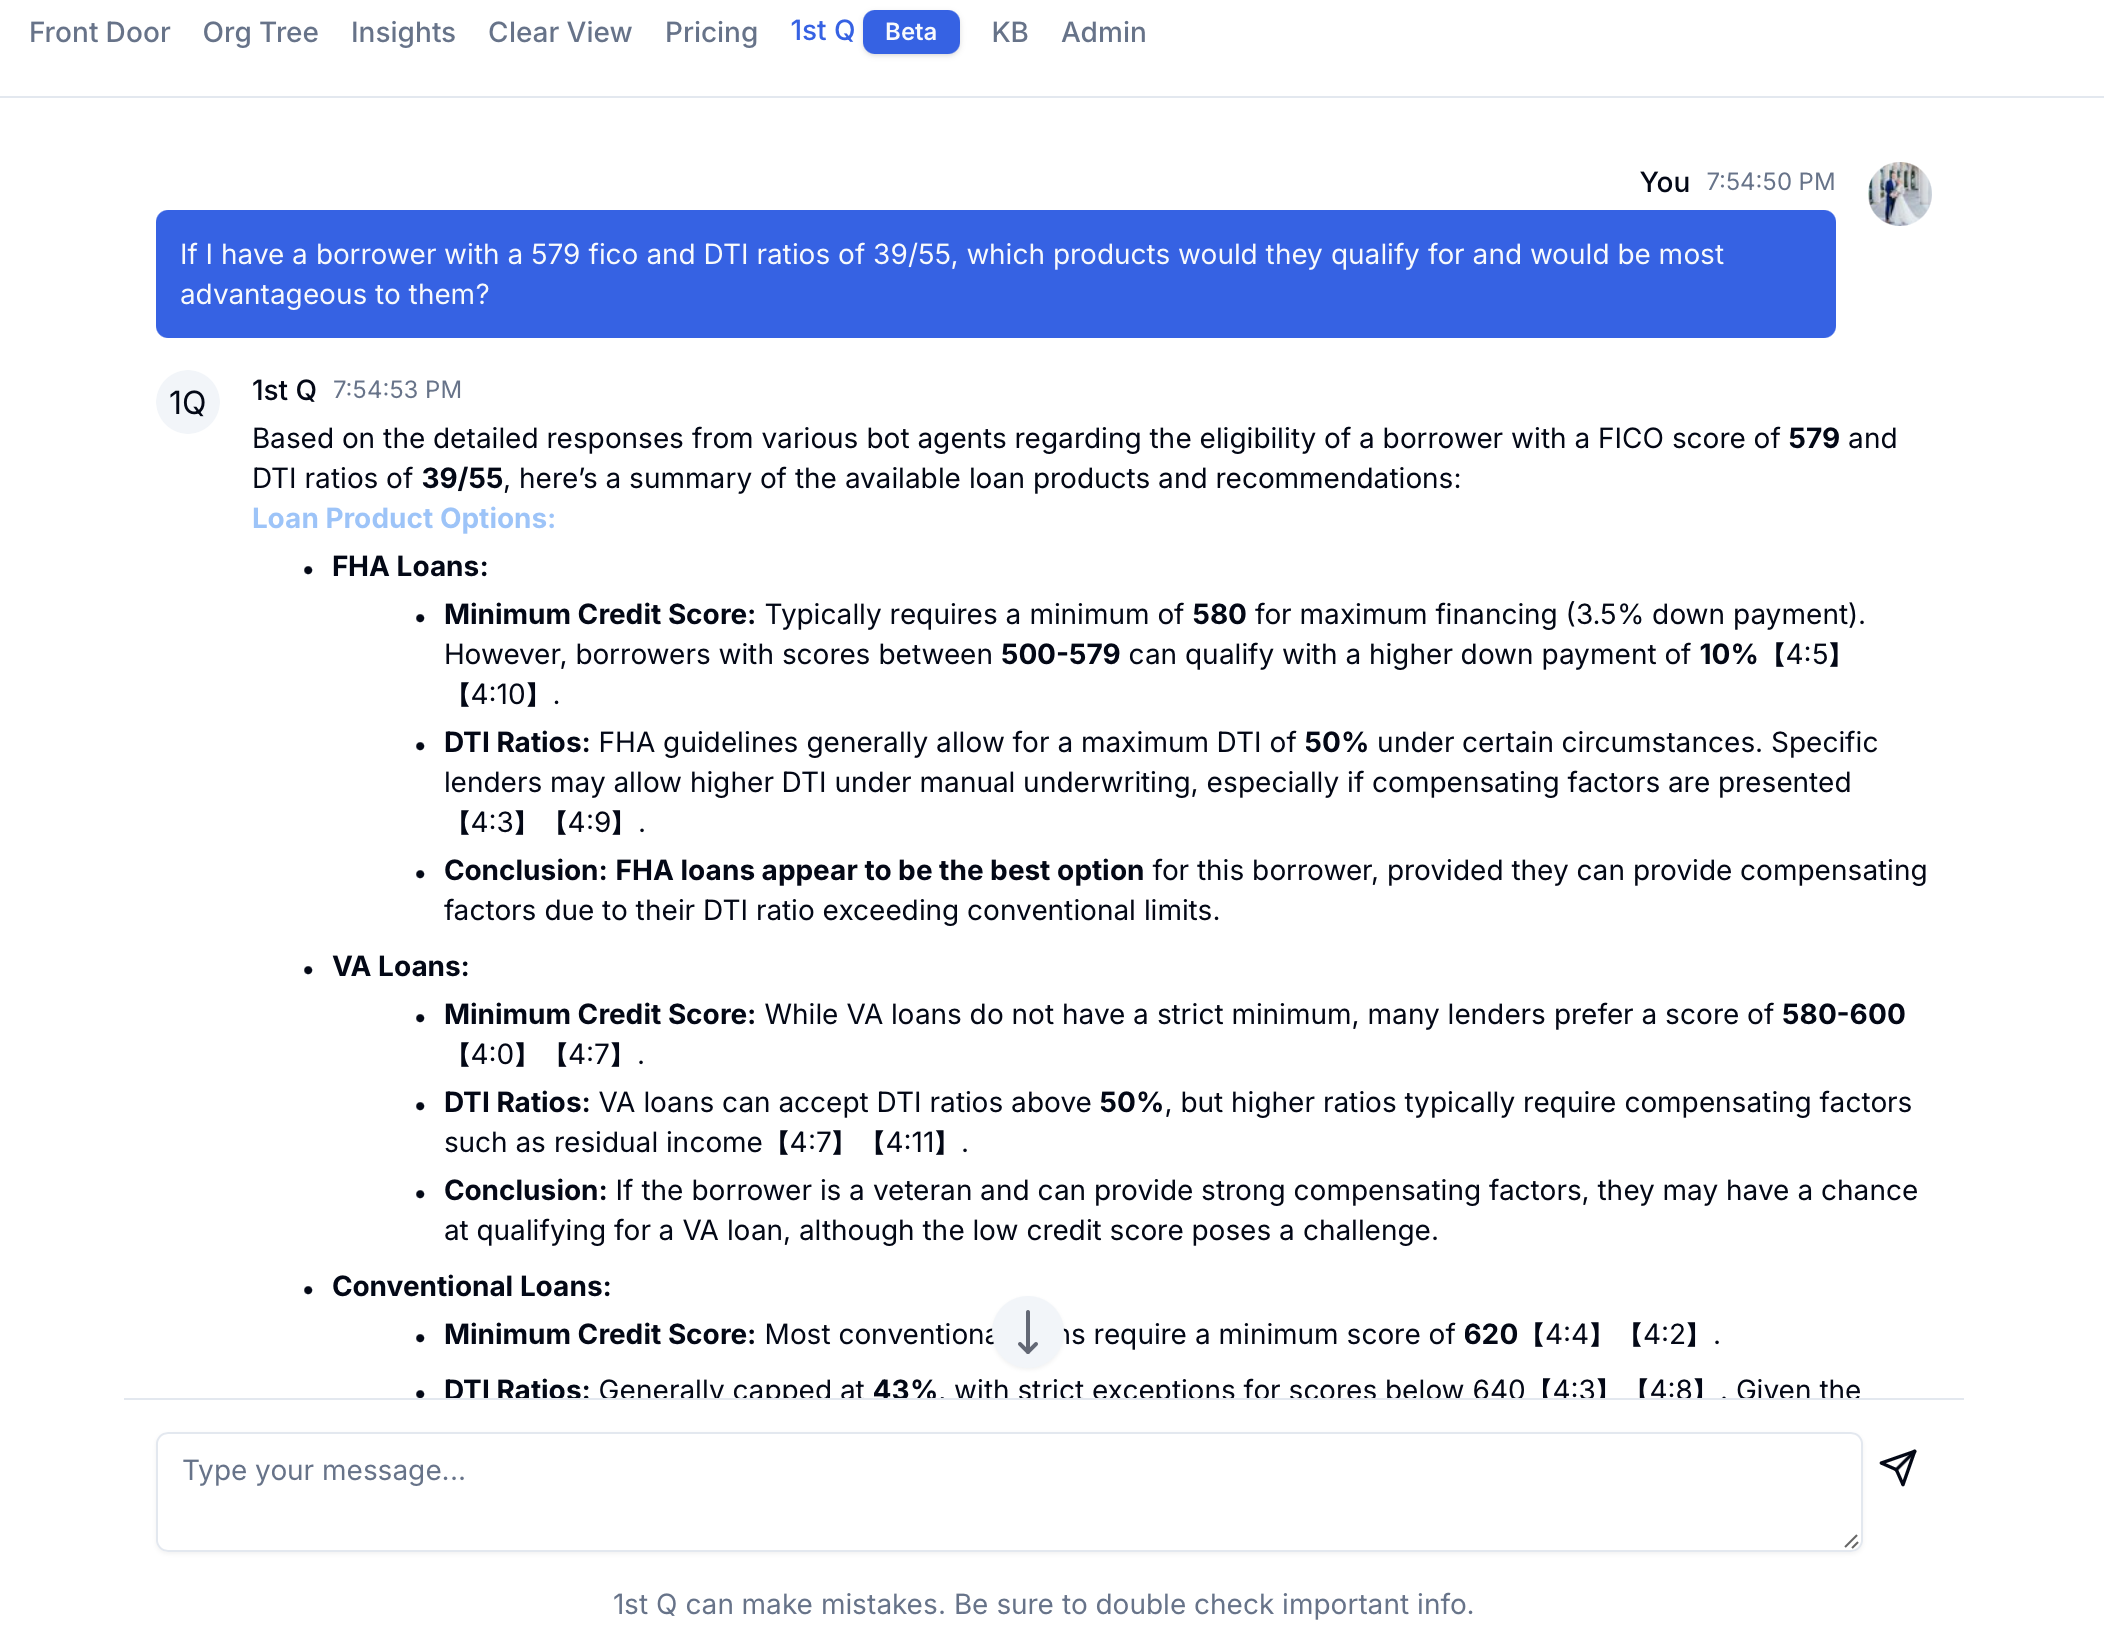 Front Door Org Tree Insights Clear View Pricing 1st Q Beta KB Admin
You 7:54:50 PM
If I have a borrower with a 579 fico and DTI ratios of 39/55, which products would they qualify for and would be most
advantageous to them?
1Q 1st Q 7:54:53 PM
Based on the detailed responses from various bot agents regarding the eligibility of a borrower with a FICO score of 579 and
DTI ratios of 39/55, here’s a summary of the available loan products and recommendations:
Loan Product Options:
• FHA Loans:
• Minimum Credit Score: Typically requires a minimum of 580 for maximum financing (3.5% down payment).
However, borrowers with scores between 500-579 can qualify with a higher down payment of 10%【4:5】
【4:10】.
• DTI Ratios: FHA guidelines generally allow for a maximum DTI of 50% under certain circumstances. Specific
lenders may allow higher DTI under manual underwriting, especially if compensating factors are presented
【4:3】【4:9】.
• Conclusion: FHA loans appear to be the best option for this borrower, provided they can provide compensating
factors due to their DTI ratio exceeding conventional limits.
• VA Loans:
• Minimum Credit Score: While VA loans do not have a strict minimum, many lenders prefer a score of 580-600
【4:0】【4:7】.
• DTI Ratios: VA loans can accept DTI ratios above 50%, but higher ratios typically require compensating factors
such as residual income【4:7】【4:11】.
• Conclusion: If the borrower is a veteran and can provide strong compensating factors, they may have a chance
at qualifying for a VA loan, although the low credit score poses a challenge.
• Conventional Loans:
• Minimum Credit Score: Most conventiona ns require a minimum score of 620【4:4】【4:2】.
• DTI Ratios: Generally capped at 43%, with strict exceptions for scores below 640【4:3】【4:8】. Given the
Type your message...
1st Q can make mistakes. Be sure to double check important info.